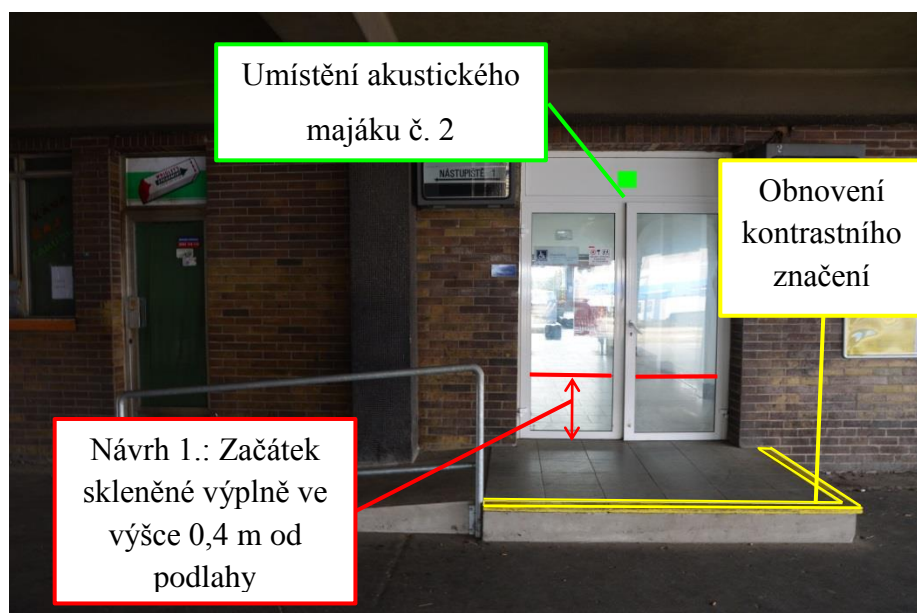 Umístění akustického
majáku č. 2
NÁSTUPIŠTĚ 1
Obnovení
kontrastního
značení
Návrh 1.: Začátek
skleněné výplně ve
výšce 0,4 m od
podlahy